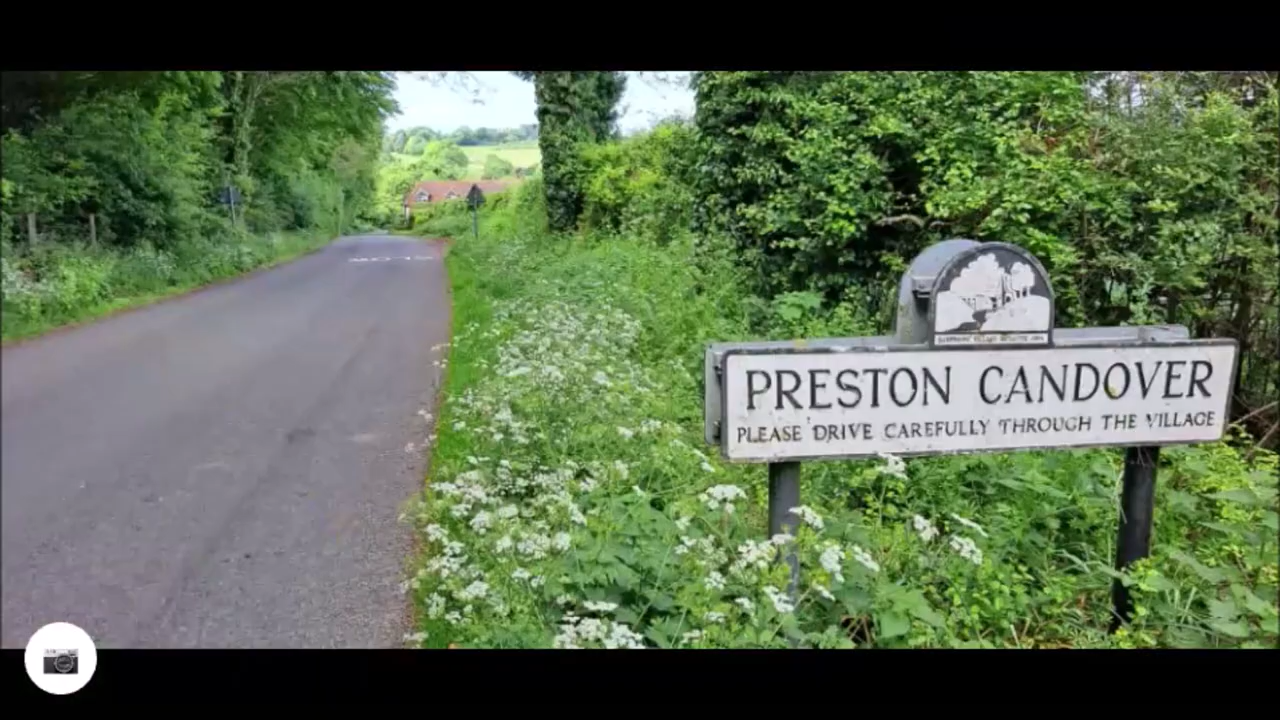 PRESTON CANDOVER
PLEASE DRIVE CAREFULLY THROUGH THE VILLAGE